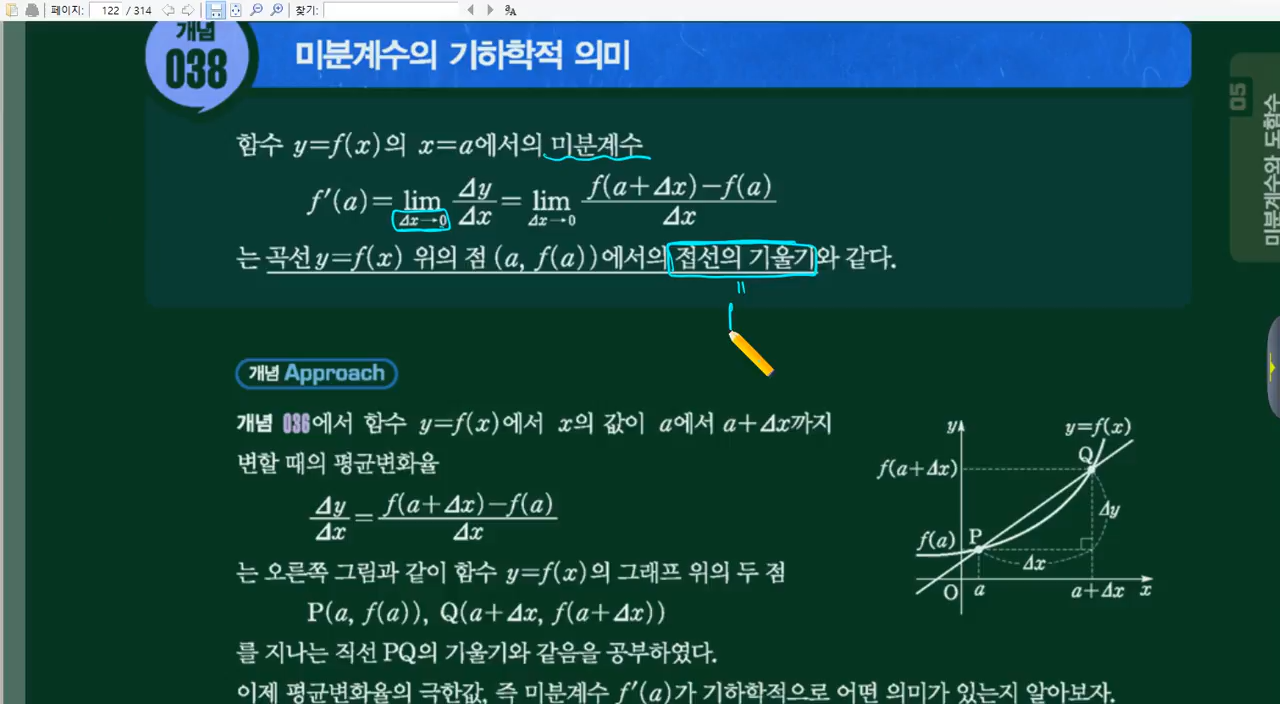 페이지: 122 / 314 찾기:
개념
038
미분계수의 기하학적 의미
05
미분계수와 도함수
함수 y=f(x)의 x=a에서의 미분계수
f′(a)=lim Δx→0 Δy/Δx=lim Δx→0 f(a+Δx)−f(a)/Δx
는 곡선 y=f(x) 위의 점 (a, f(a))에서의 접선의 기울기와 같다.
개념 Approach
개념 036에서 함수 y=f(x)에서 x의 값이 a에서 a+Δx까지
변할 때의 평균변화율
Δy/Δx=f(a+Δx)−f(a)/Δx
는 오른쪽 그림과 같이 함수 y=f(x)의 그래프 위의 두 점
P(a, f(a)), Q(a+Δx, f(a+Δx))
를 지나는 직선 PQ의 기울기와 같음을 공부하였다.
이제 평균변화율의 극한값, 즉 미분계수 f′(a)가 기하학적으로 어떤 의미가 있는지 알아보자.
y y=f(x)
Q
f(a+Δx)
Δy
f(a) P
Δx
O a a+Δx x